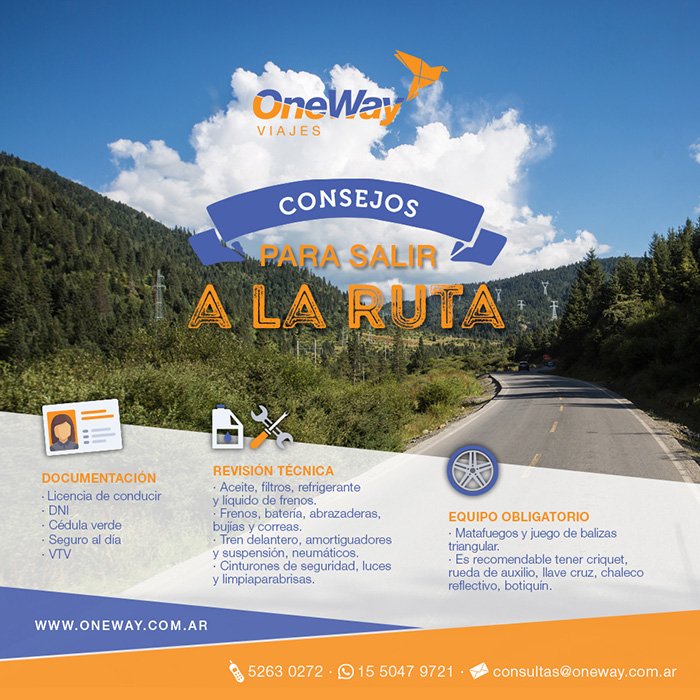 OneWay
VIAJES
CONSEJOS
PARA SALIR
A LA RUTA
DOCUMENTACIÓN
· Licencia de conducir
· DNI
· Cédula verde
· Seguro al día
· VTV
REVISIÓN TÉCNICA
· Aceite, filtros, refrigerante
y líquido de frenos.
· Frenos, batería, abrazaderas,
bujías y correas.
· Tren delantero, amortiguadores
y suspensión, neumáticos.
· Cinturones de seguridad, luces
y limpiaparabrisas.
EQUIPO OBLIGATORIO
· Matafuegos y juego de balizas
triangular.
· Es recomendable tener criquet,
rueda de auxilio, llave cruz, chaleco
reflectivo, botiquín.
WWW.ONEWAY.COM.AR
5263 0272 · 15 5047 9721 · consultas@oneway.com.ar